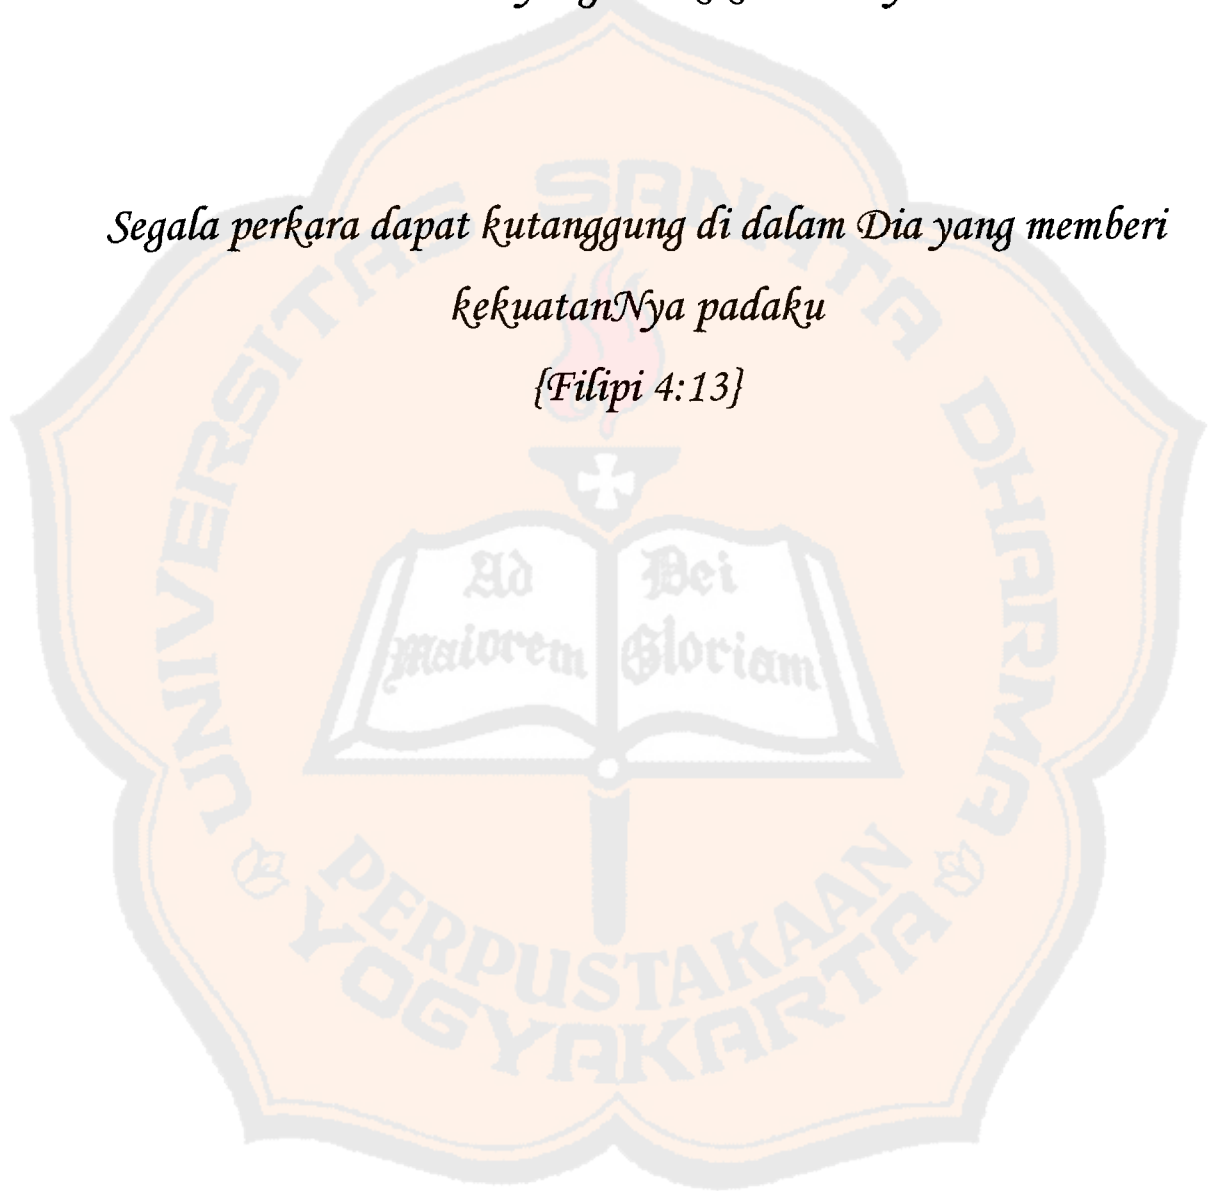 Segala perkara dapat kutanggung di dalam Dia yang memberi
kekuatanNya padaku
{Filipi 4:13}
UNIVERSITAS SANATA DHARMA
Ad Dei
Maiorem Gloriam
PERPUSTAKAAN
YOGYAKARTA